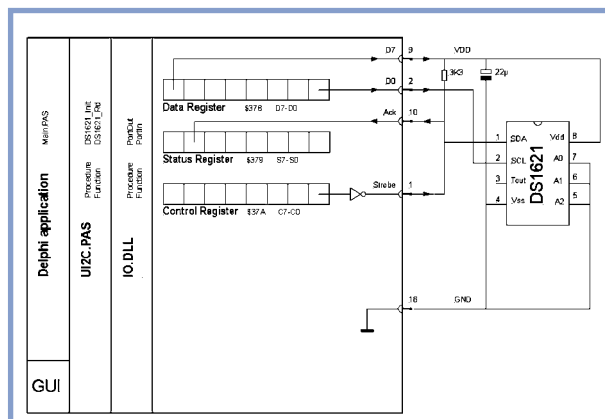 Delphi application
Main.PAS
UI2C.PAS
Procedure DS1621_Init
Function DS1621_Rd
IO.DLL
Procedure PortOut
Function PortIn
GUI
Data Register $378 D7-D0
Status Register $379 S7-S0
Control Register $37A C7-C0
D7 9 VDD
D0 2
Ack 10
Strobe 1
18 GND
3K3
22µ
DS1621
1 SDA Vdd 8
2 SCL A0 7
3 Tout A1 6
4 Vss A2 5